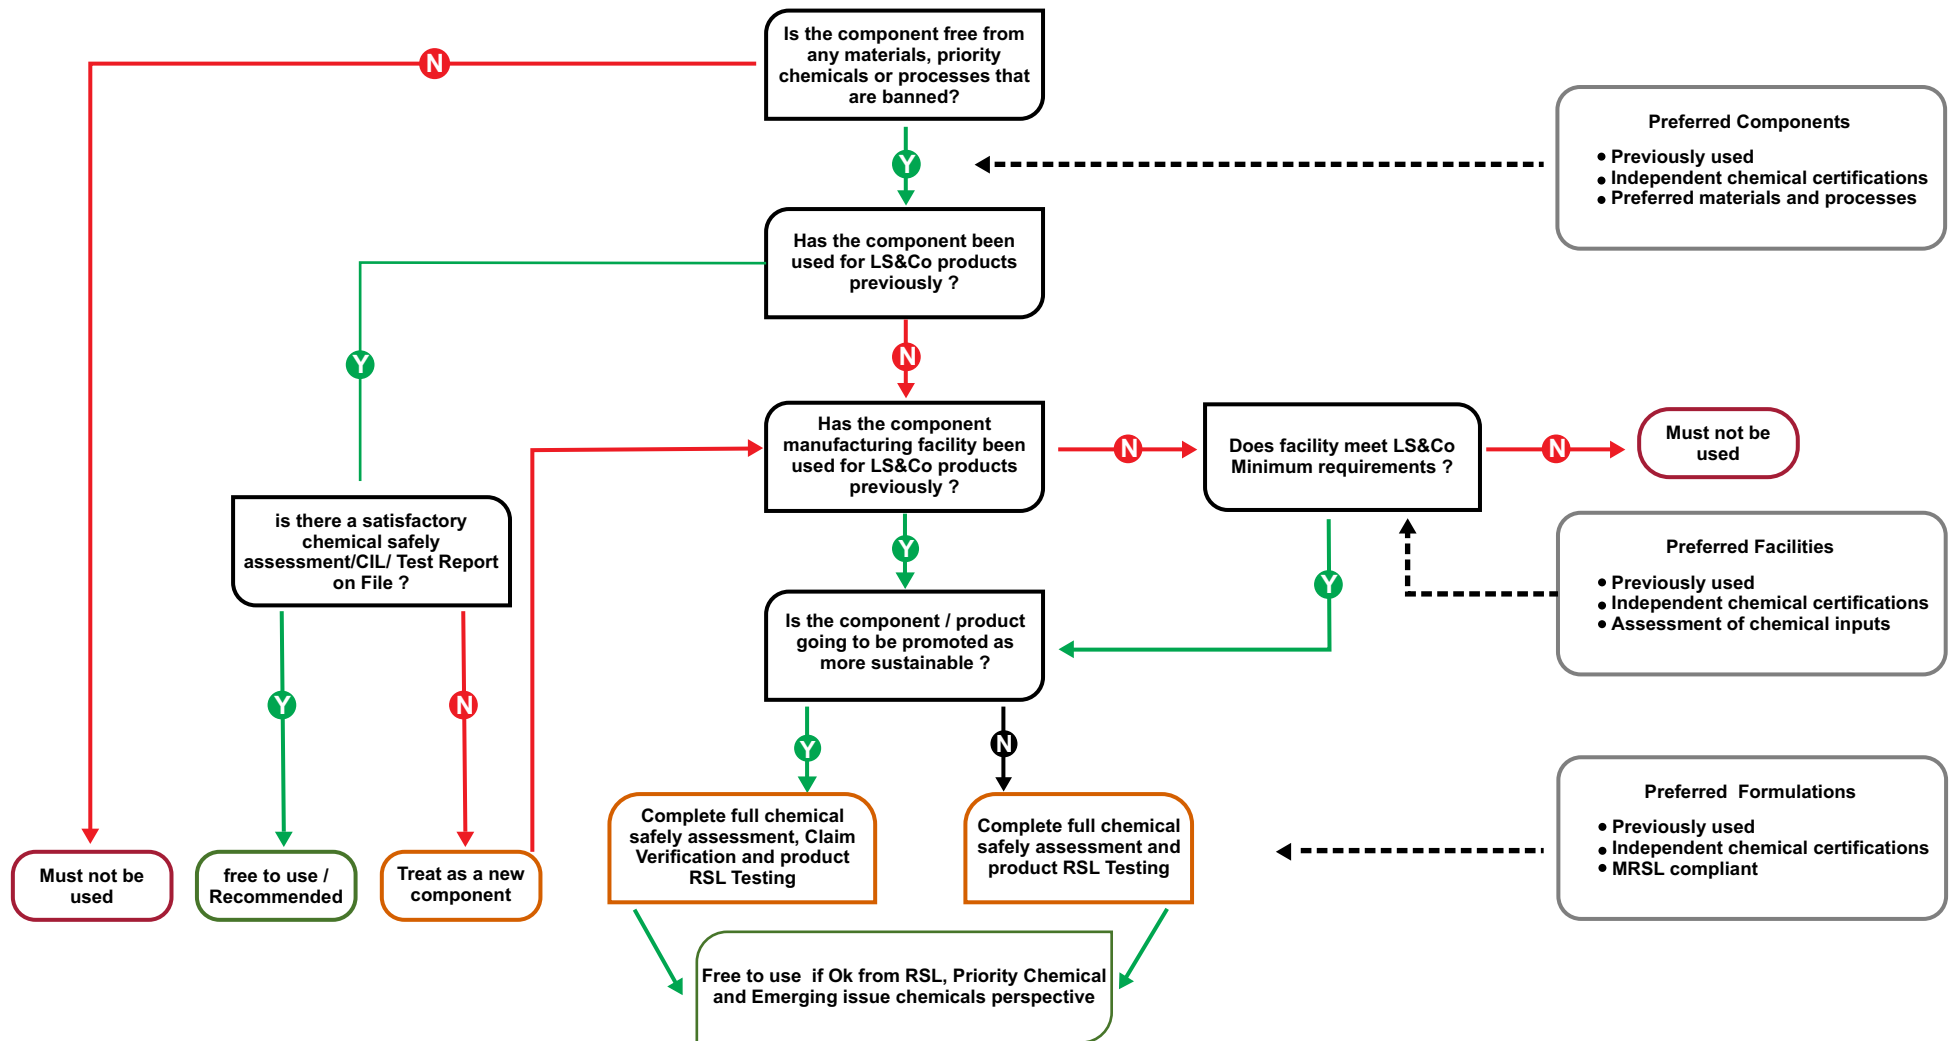 Is the component free from
any materials, priority
chemicals or processes that
are banned?
N
Y
Preferred Components
• Previously used
• Independent chemical certifications
• Preferred materials and processes
Has the component been
used for LS&Co products
previously ?
Y
N
Has the component
manufacturing facility been
used for LS&Co products
previously ?
N
Does facility meet LS&Co
Minimum requirements ?
N
Must not be
used
is there a satisfactory
chemical safely
assessment/CIL/ Test Report
on File ?
Y
Y
Preferred Facilities
• Previously used
• Independent chemical certifications
• Assessment of chemical inputs
Is the component / product
going to be promoted as
more sustainable ?
Y
N
Y
N
Preferred  Formulations
• Previously used
• Independent chemical certifications
• MRSL compliant
Complete full chemical
safely assessment, Claim
Verification and product
RSL Testing
Complete full chemical
safely assessment and
product RSL Testing
Must not be
used
free to use /
Recommended
Treat as a new
component
Free to use  if Ok from RSL, Priority Chemical
and Emerging issue chemicals perspective